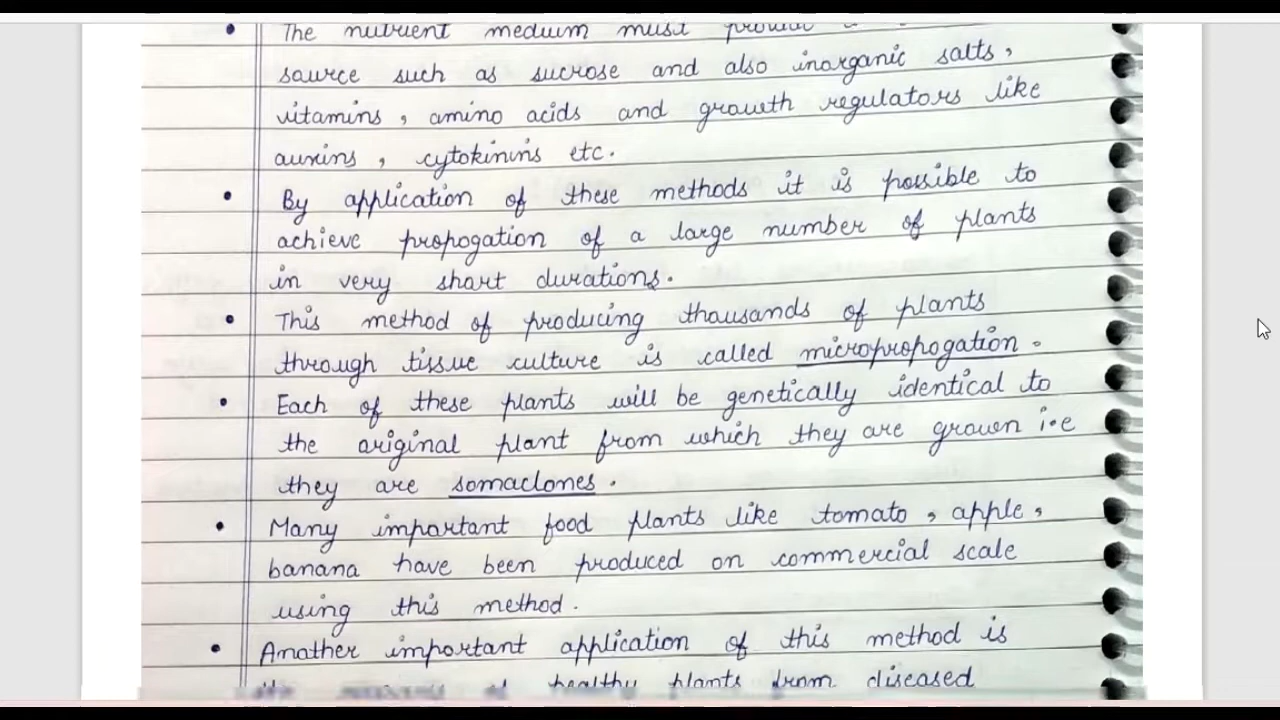 The nutrient medium must provide a
source such as sucrose and also inorganic salts,
vitamins, amino acids and growth regulators like
auxins, cytokinins etc.
By application of these methods it is possible to
achieve propogation of a large number of plants
in very short durations.
This method of producing thousands of plants
through tissue culture is called micropropogation.
Each of these plants will be genetically identical to
the original plant from which they are grown i.e
they are somaclones.
Many important food plants like tomato, apple,
banana have been produced on commercial scale
using this method.
Another important application of this method is
healthy plants from diseased